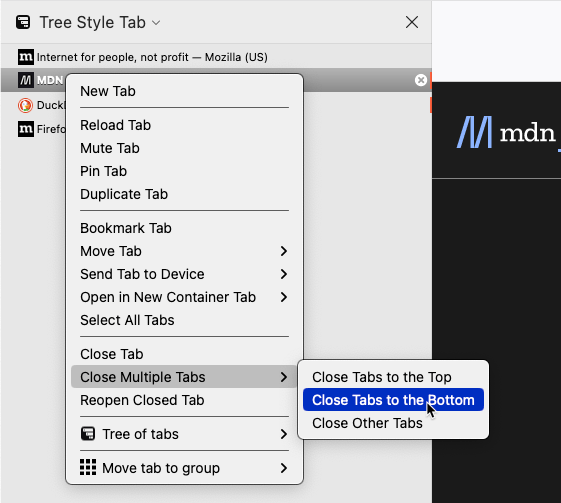 Tree Style Tab
Internet for people, not profit — Mozilla (US)
MDN
Duckl
Firefo
New Tab
Reload Tab
Mute Tab
Pin Tab
Duplicate Tab
Bookmark Tab
Move Tab
Send Tab to Device
Open in New Container Tab
Select All Tabs
Close Tab
Close Multiple Tabs
Reopen Closed Tab
Tree of tabs
Move tab to group
Close Tabs to the Top
Close Tabs to the Bottom
Close Other Tabs
mdn